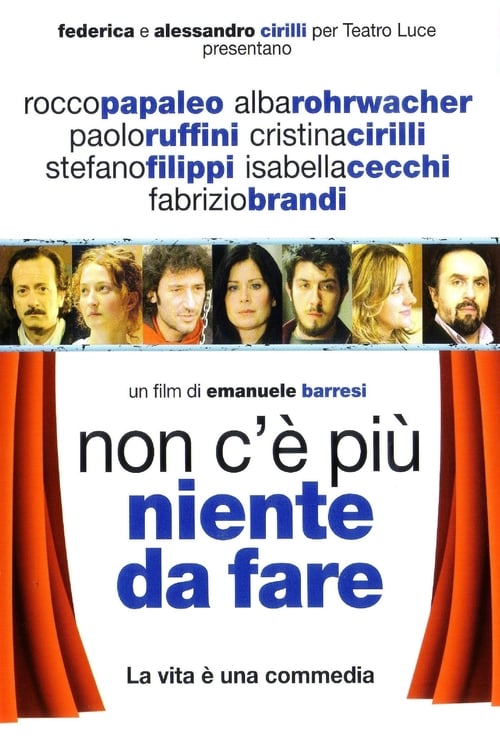 federica e alessandro cirilli per Teatro Luce
presentano
roccopapaleo albarohrwacher
paoloruffini cristinacirilli
stefanofilippi isabellacecchi
fabriziobrandi
un film di emanuele barresi
non c'è più
niente
da fare
La vita è una commedia